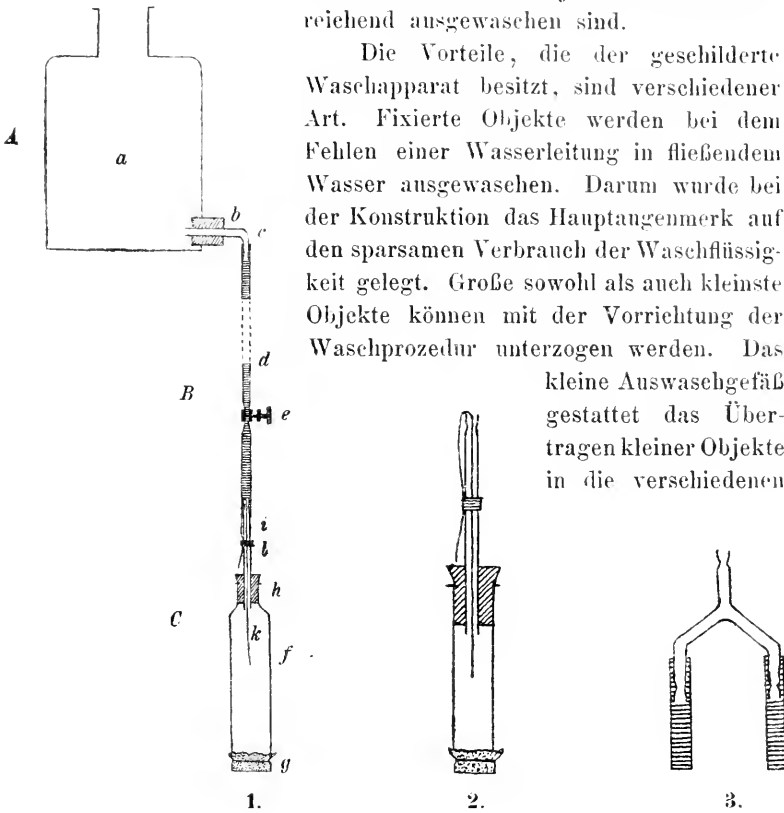 reichend ausgewaschen sind.
Die Vorteile, die der geschilderte
Waschapparat besitzt, sind verschiedener
Art. Fixierte Objekte werden bei dem
Fehlen einer Wasserleitung in fließendem
Wasser ausgewaschen. Darum wurde bei
der Konstruktion das Hauptaugenmerk auf
den sparsamen Verbrauch der Waschflüssig-
keit gelegt. Große sowohl als auch kleinste
Objekte können mit der Vorrichtung der
Waschprozedur unterzogen werden. Das
kleine Auswaschgefäß
gestattet das Über-
tragen kleiner Objekte
in die verschiedenen
A
a
b
c
d
B
e
i
l
h
C
k
f
g
1.
2.
3.